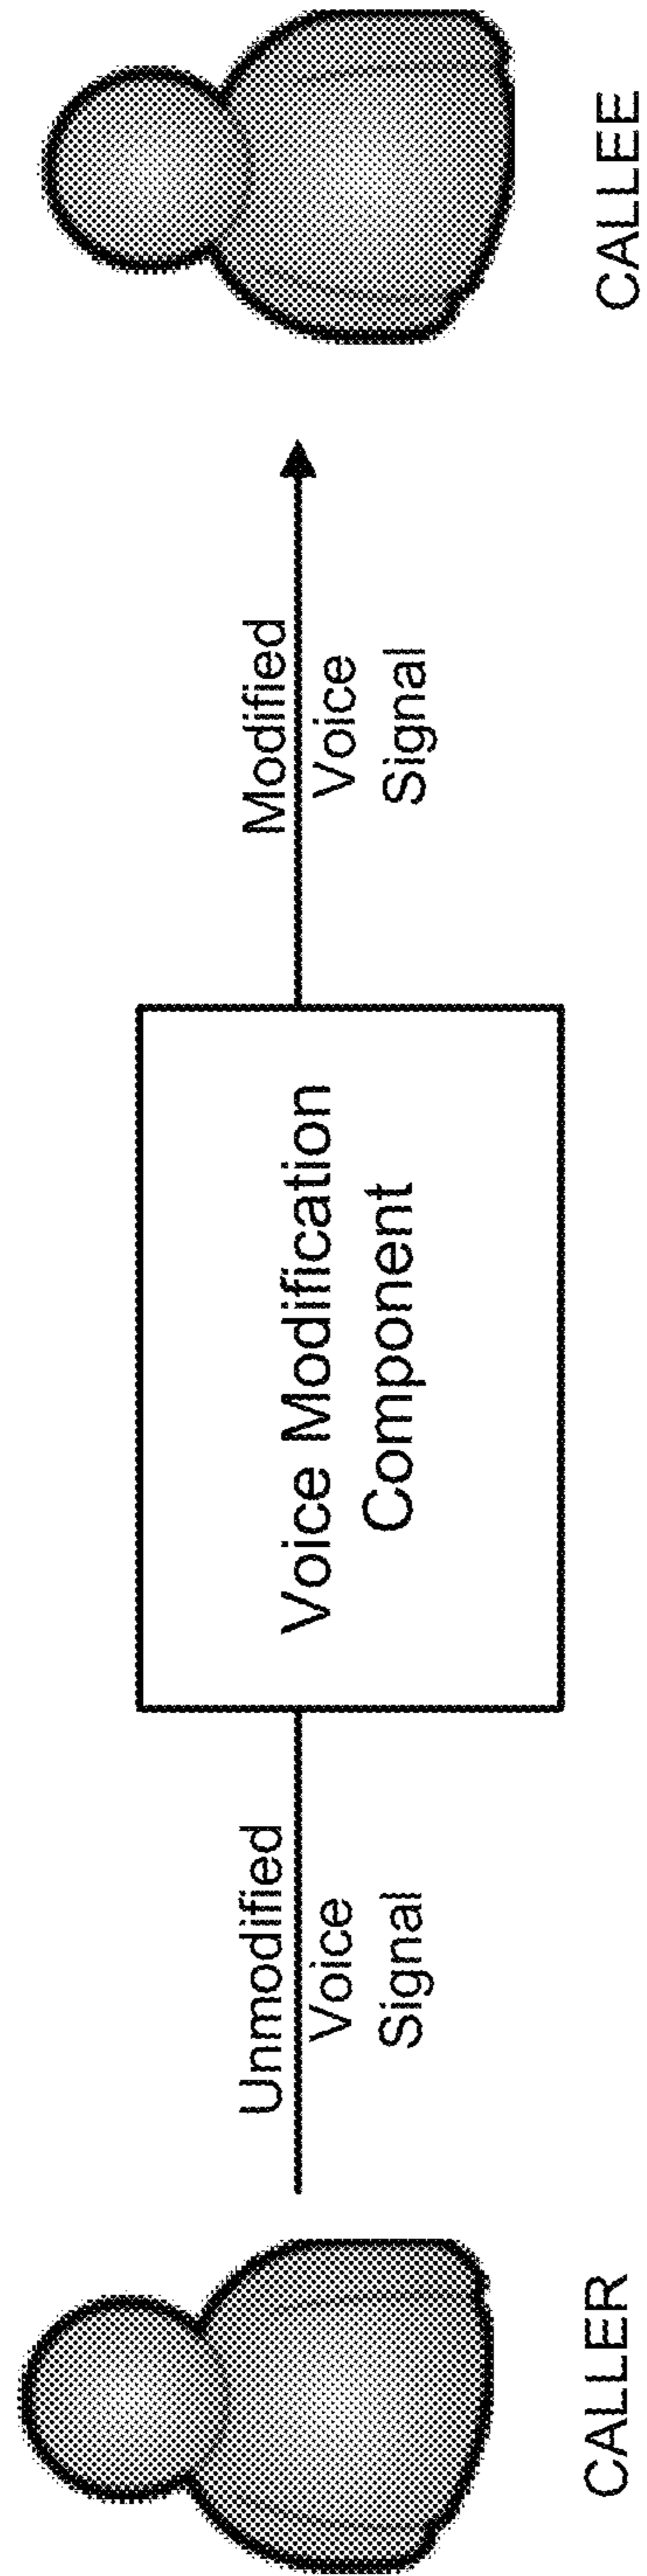 Unmodified
Voice
Signal
Voice Modification
Component
Modified
Voice
Signal
CALLER
CALLEE